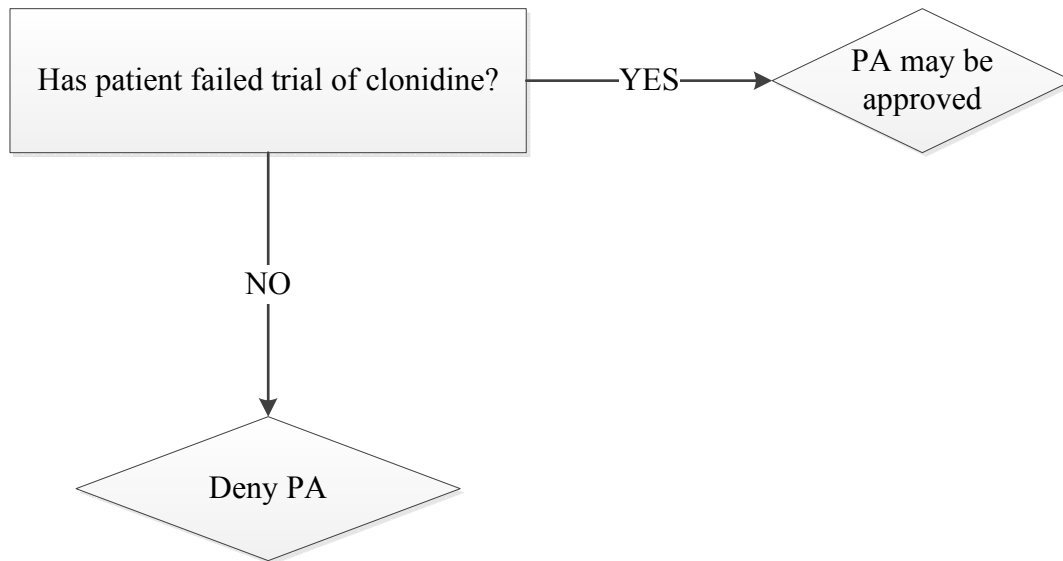 Has patient failed trial of clonidine?
YES
PA may be
approved
NO
Deny PA